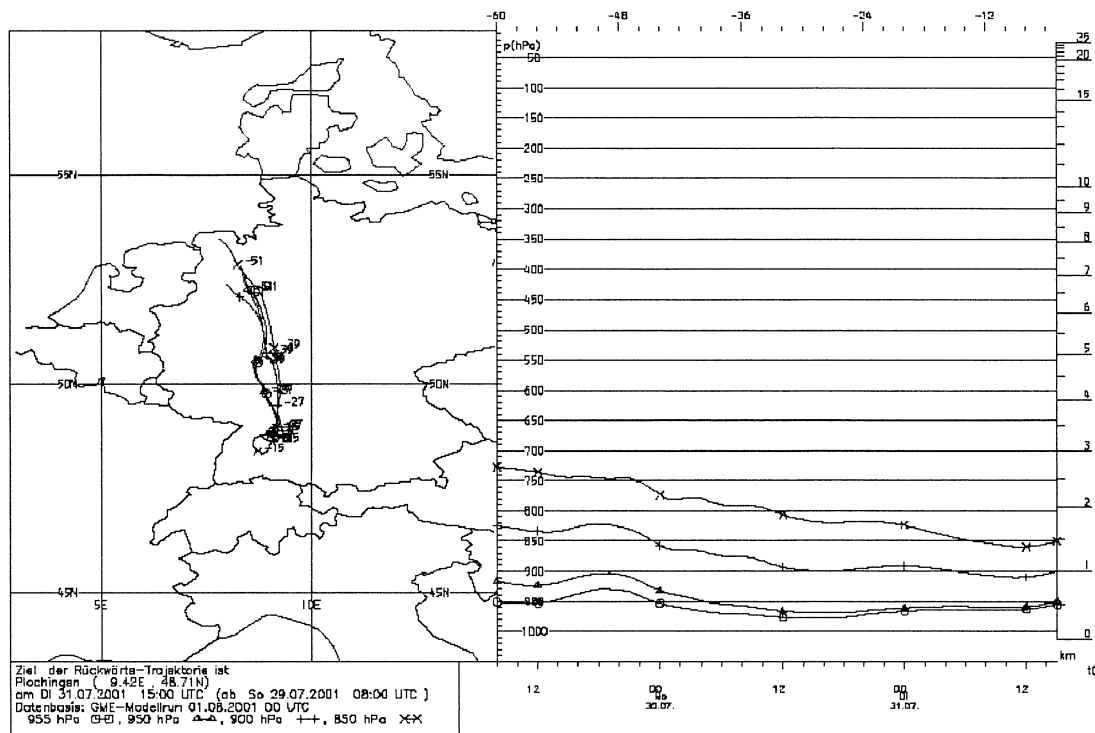 -60 -48 -36 -24 -12
p(hPa)
50
100
150
200
250
300
350
400
450
500
550
600
650
700
750
800
850
900
1000
25
20
15
10
9
8
7
6
5
4
3
2
1
0
km
t0
55N 55N
50N 50N
45N 45N
5E 10E
-51
-27
-15
12 00 12 00 12
Mo DI
30.07. 31.07.
Ziel der Rückwärts-Trajektorie ist
Plochingen ( 9.42E , 48.71N)
am DI 31.07.2001 15:00 UTC (ab So 29.07.2001 08:00 UTC )
Datenbasis: GME-Modellrun 01.08.2001 00 UTC
955 hPa , 950 hPa , 900 hPa , 850 hPa